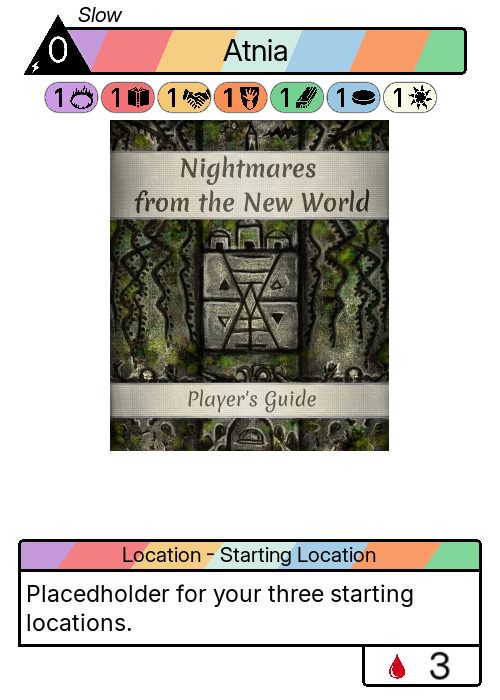 Slow
0
Atnia
1 1 1 1 1 1 1
Nightmares
from the New World
Player's Guide
Location - Starting Location
Placedholder for your three starting
locations.
3